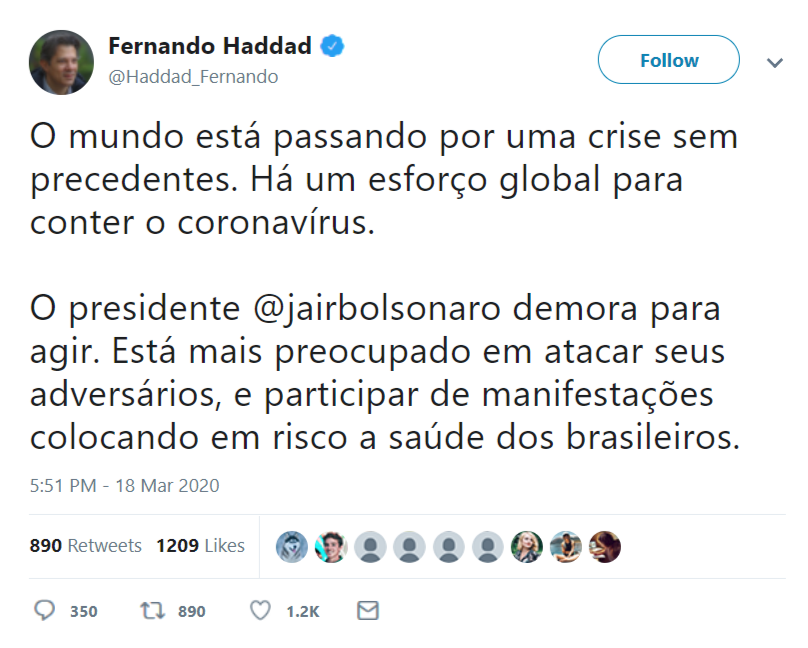 Fernando Haddad
@Haddad_Fernando
Follow
O mundo está passando por uma crise sem
precedentes. Há um esforço global para
conter o coronavírus.
O presidente @jairbolsonaro demora para
agir. Está mais preocupado em atacar seus
adversários, e participar de manifestações
colocando em risco a saúde dos brasileiros.
5:51 PM - 18 Mar 2020
890 Retweets 1209 Likes
350 890 1.2K